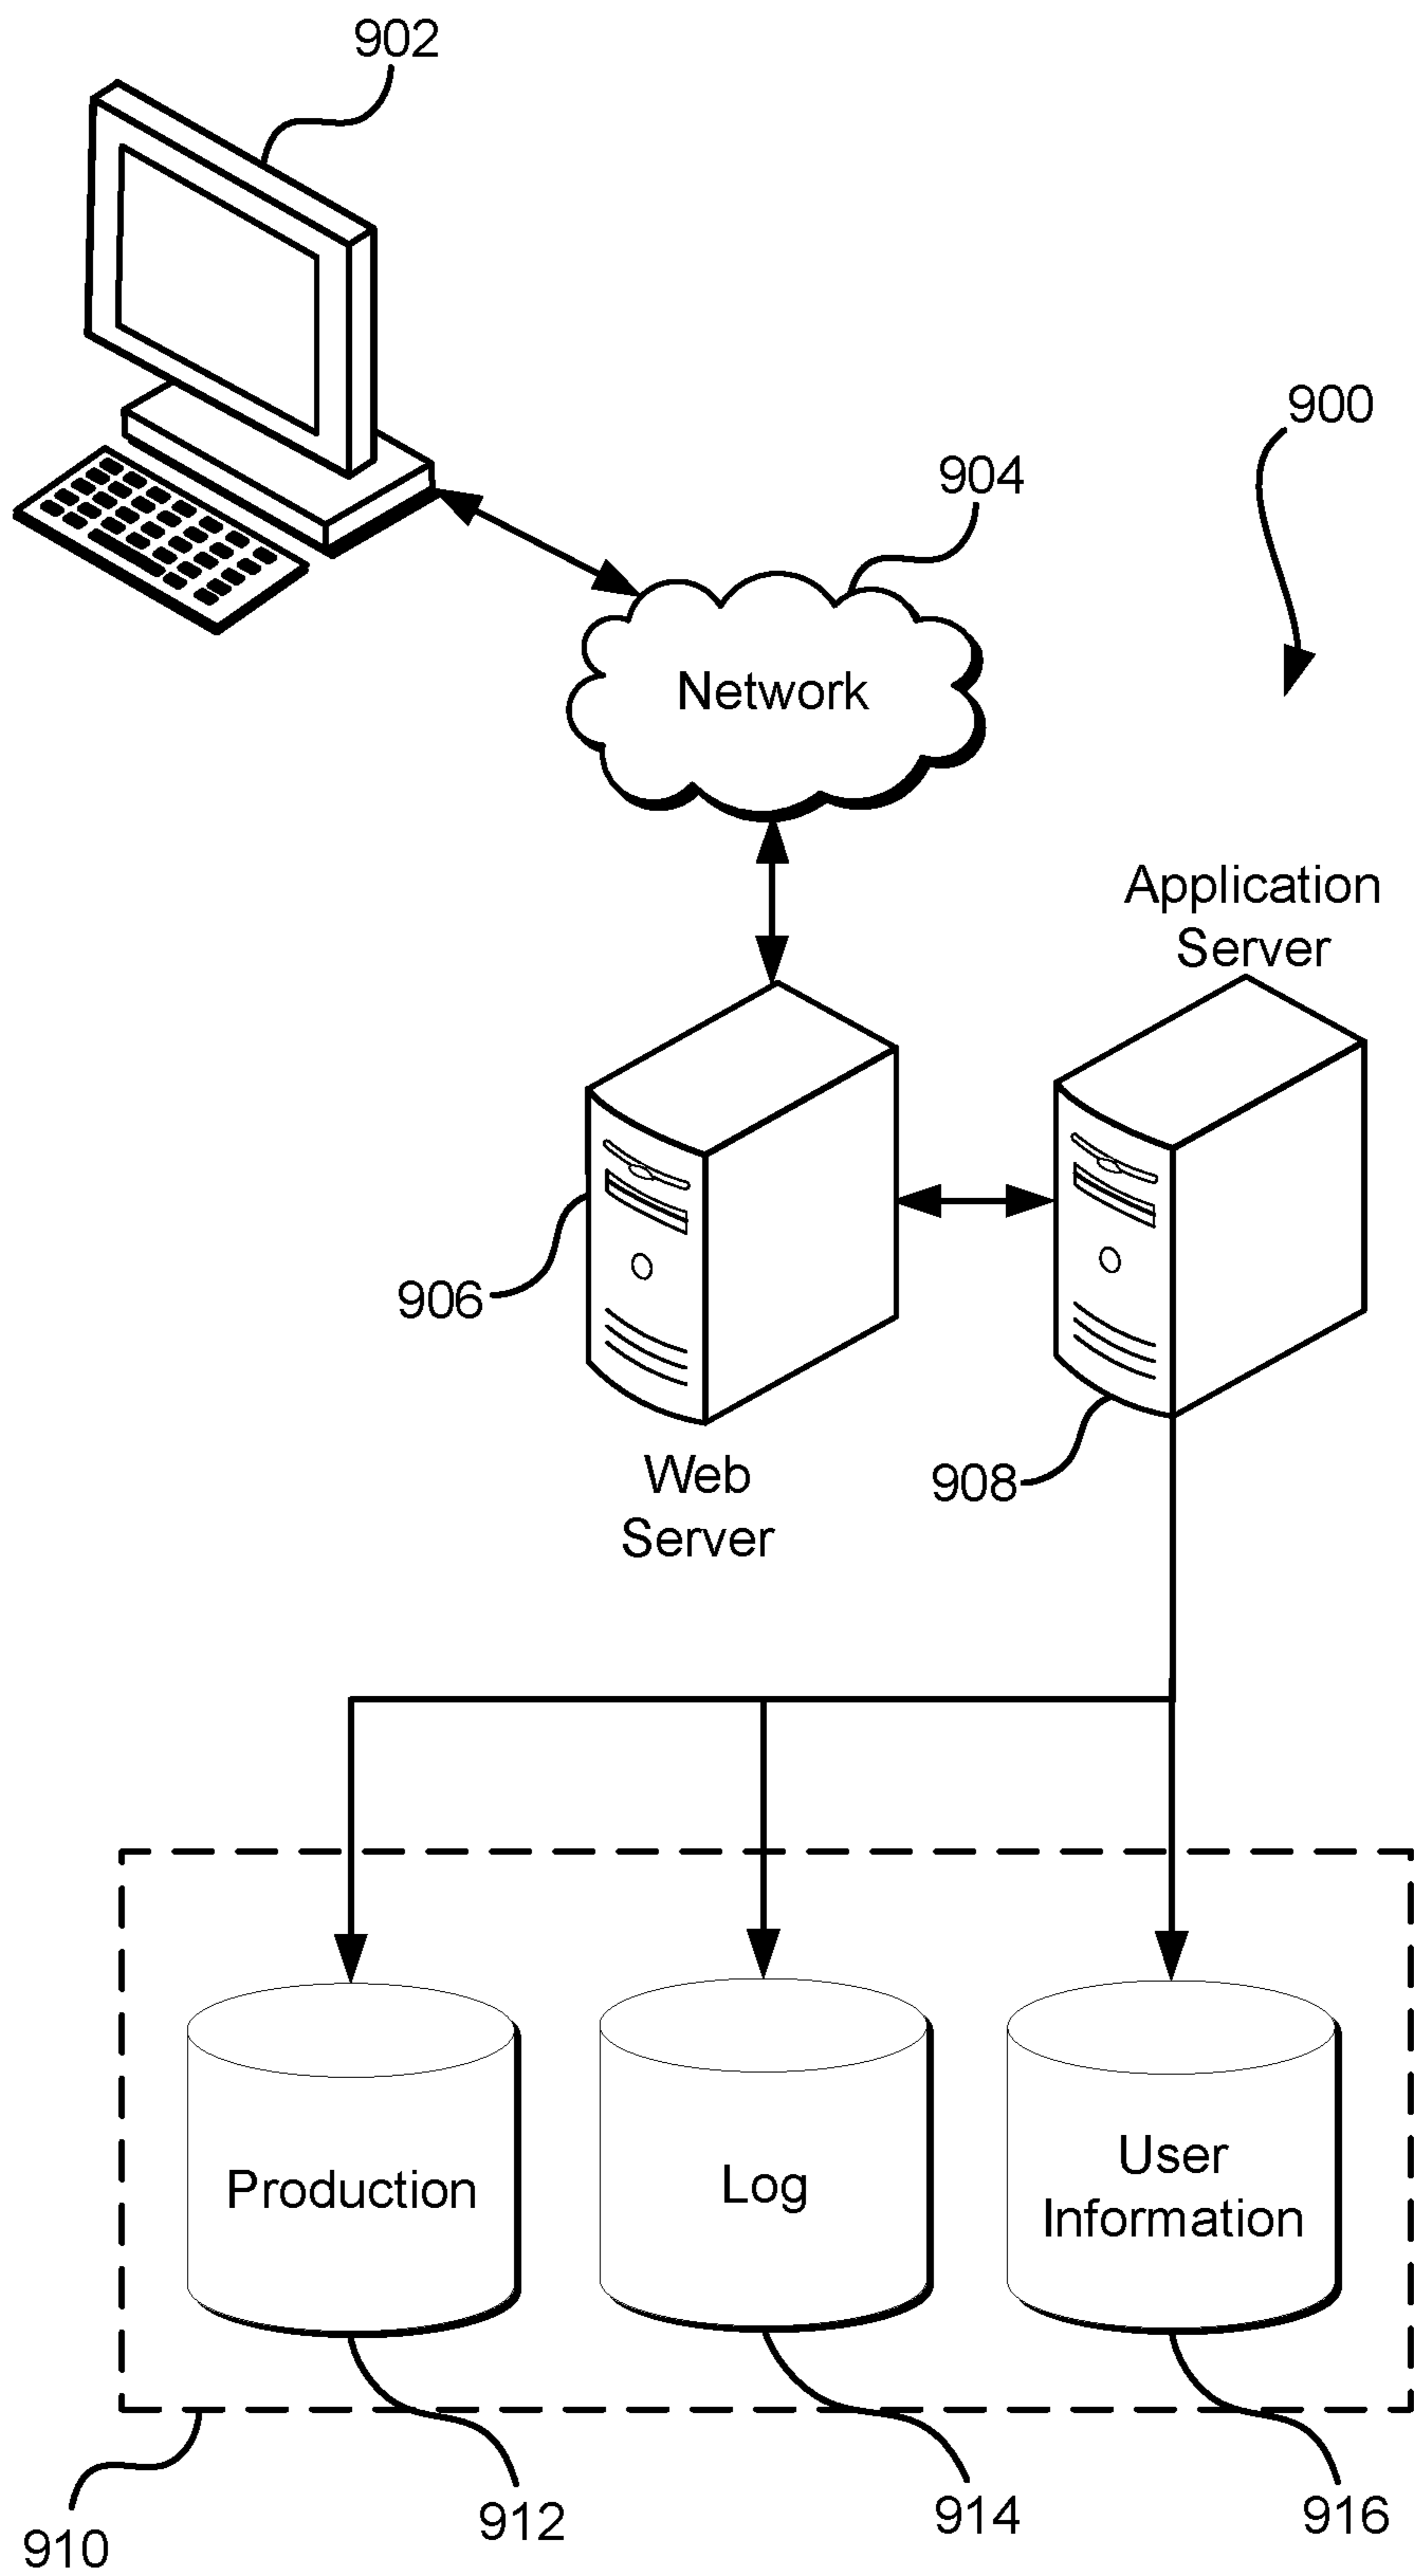 902
900
904
Network
Application
Server
906
Web
Server
908
Production
Log
User
Information
910
912
914
916